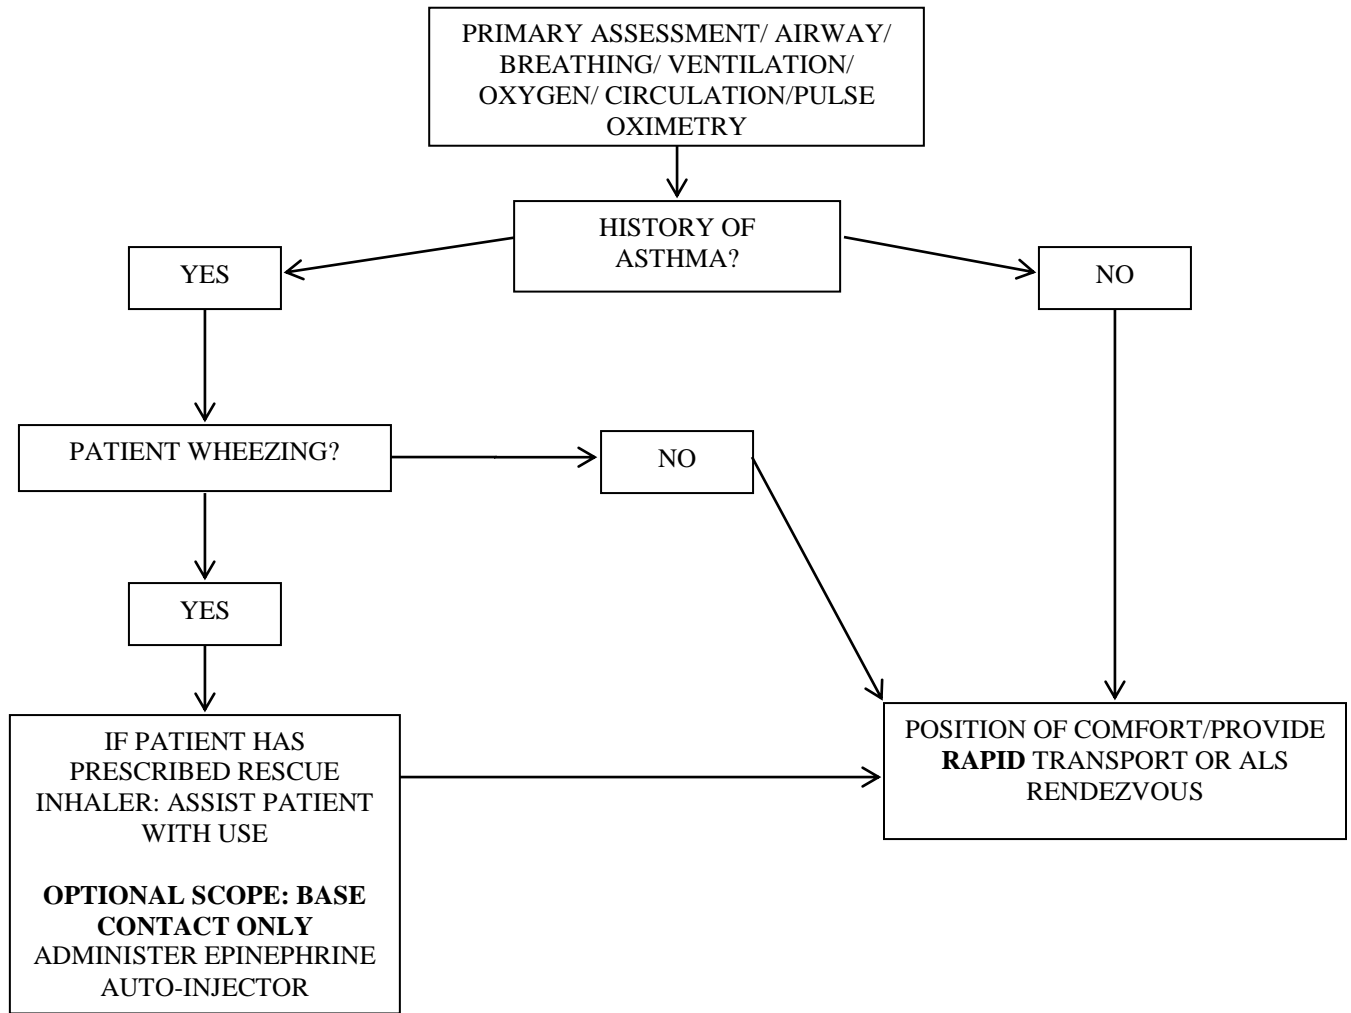 PRIMARY ASSESSMENT/ AIRWAY/
BREATHING/ VENTILATION/
OXYGEN/ CIRCULATION/PULSE
OXIMETRY
HISTORY OF
ASTHMA?
YES
NO
PATIENT WHEEZING?
NO
YES
IF PATIENT HAS
PRESCRIBED RESCUE
INHALER: ASSIST PATIENT
WITH USE
OPTIONAL SCOPE: BASE
CONTACT ONLY
ADMINISTER EPINEPHRINE
AUTO-INJECTOR
POSITION OF COMFORT/PROVIDE
RAPID TRANSPORT OR ALS
RENDEZVOUS